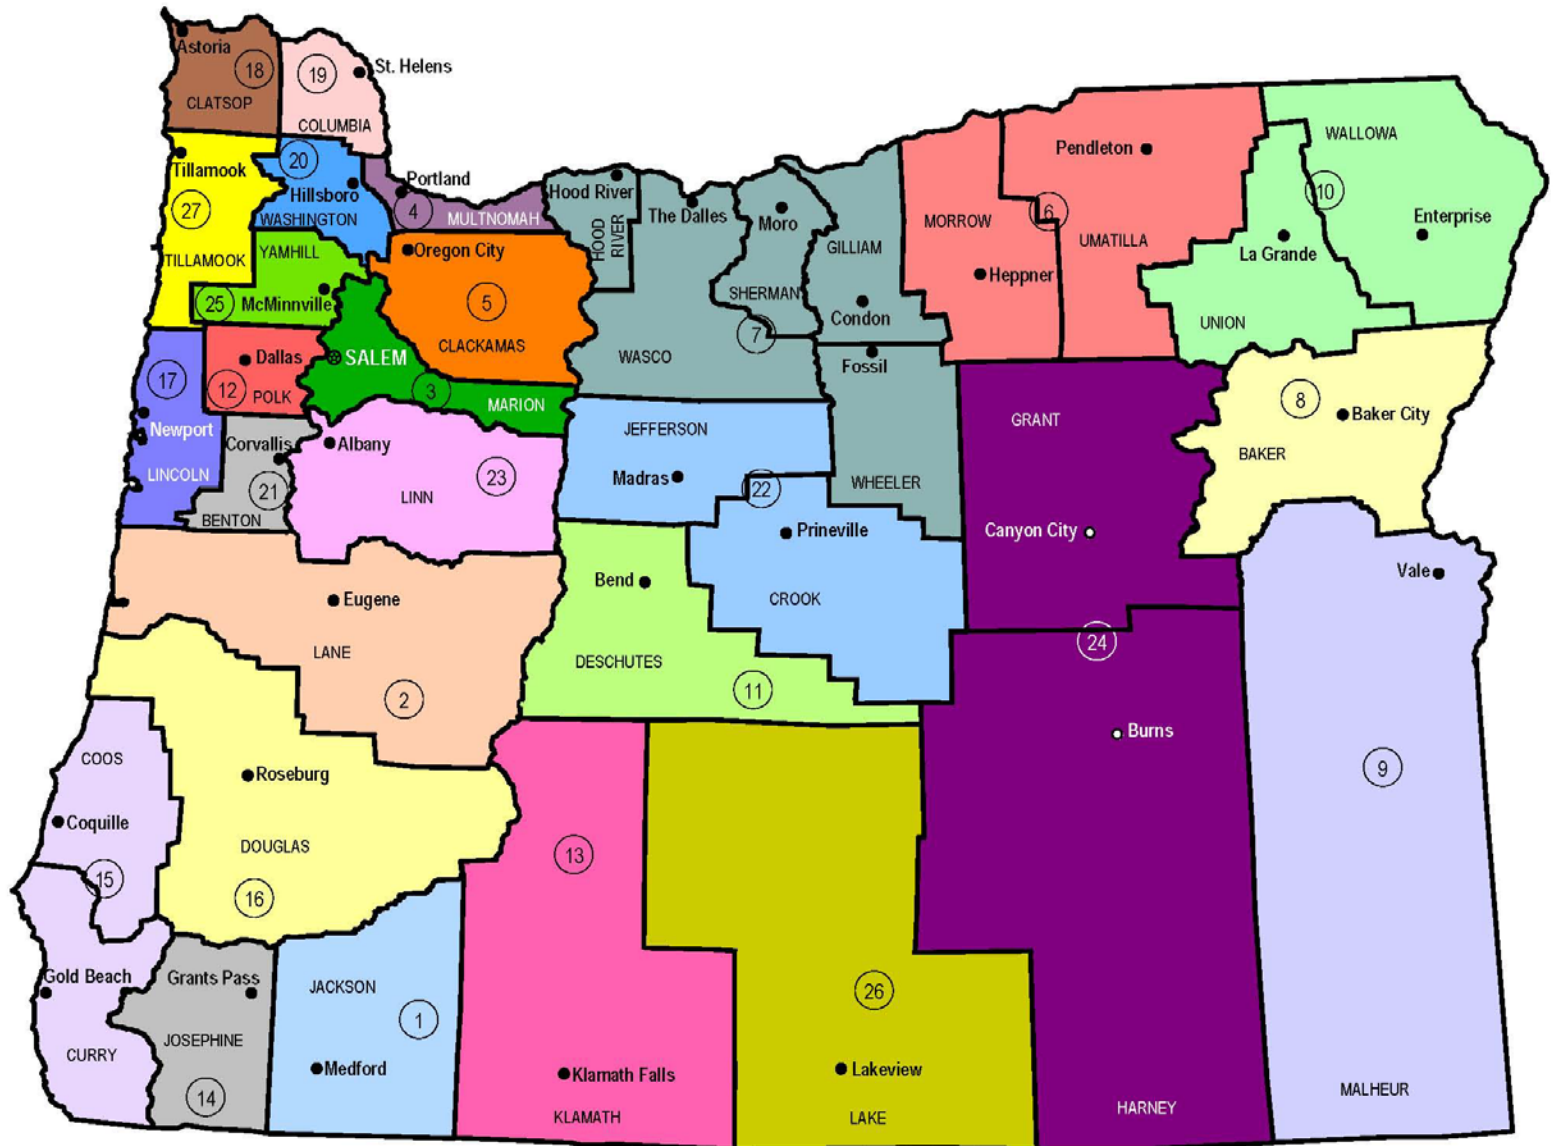 Astoria
18
CLATSOP
19
St. Helens
COLUMBIA
Tillamook
27
TILLAMOOK
20
Hillsboro
WASHINGTON
Portland
4
MULTNOMAH
Hood River
HOOD
RIVER
The Dalles
Moro
GILLIAM
SHERMAN
Condon
7
WASCO
Fossil
WHEELER
MORROW
Heppner
6
Pendleton
UMATILLA
WALLOWA
10
Enterprise
La Grande
UNION
YAMHILL
25
McMinnville
Oregon City
5
CLACKAMAS
17
Newport
LINCOLN
Dallas
12
POLK
SALEM
3
MARION
Corvallis
21
BENTON
Albany
23
LINN
JEFFERSON
Madras
22
Prineville
CROOK
GRANT
Canyon City
24
Burns
HARNEY
8
Baker City
BAKER
Vale
9
MALHEUR
Eugene
LANE
2
Bend
DESCHUTES
11
COOS
Coquille
15
Roseburg
DOUGLAS
16
Gold Beach
CURRY
Grants Pass
JOSEPHINE
14
JACKSON
1
Medford
13
Klamath Falls
KLAMATH
26
Lakeview
LAKE